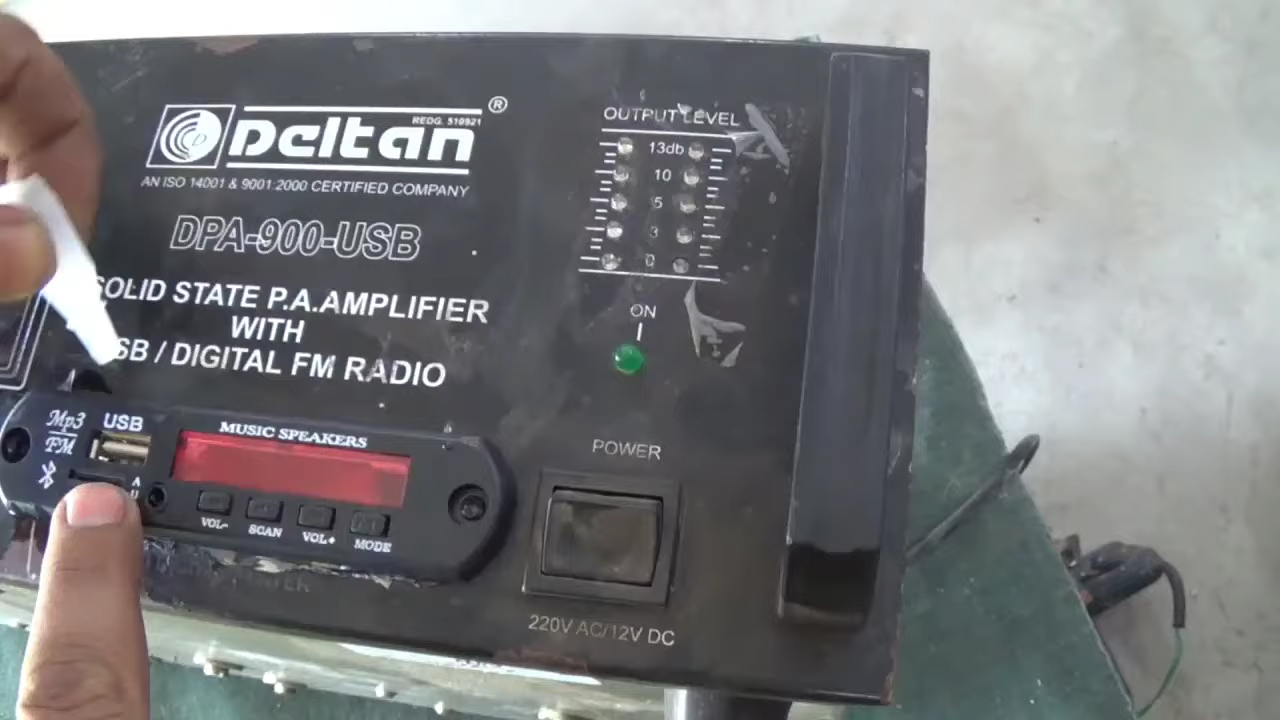 Deltan ®
REDG. 510921
AN ISO 14001 & 9001:2000 CERTIFIED COMPANY
DPA-900-USB
SOLID STATE P.A.AMPLIFIER
WITH
USB / DIGITAL FM RADIO
OUTPUT LEVEL
13db
10
5
3
0
ON
Mp3
FM
USB
MUSIC SPEAKERS
VOL-
SCAN
VOL+
MODE
POWER
220V AC/12V DC